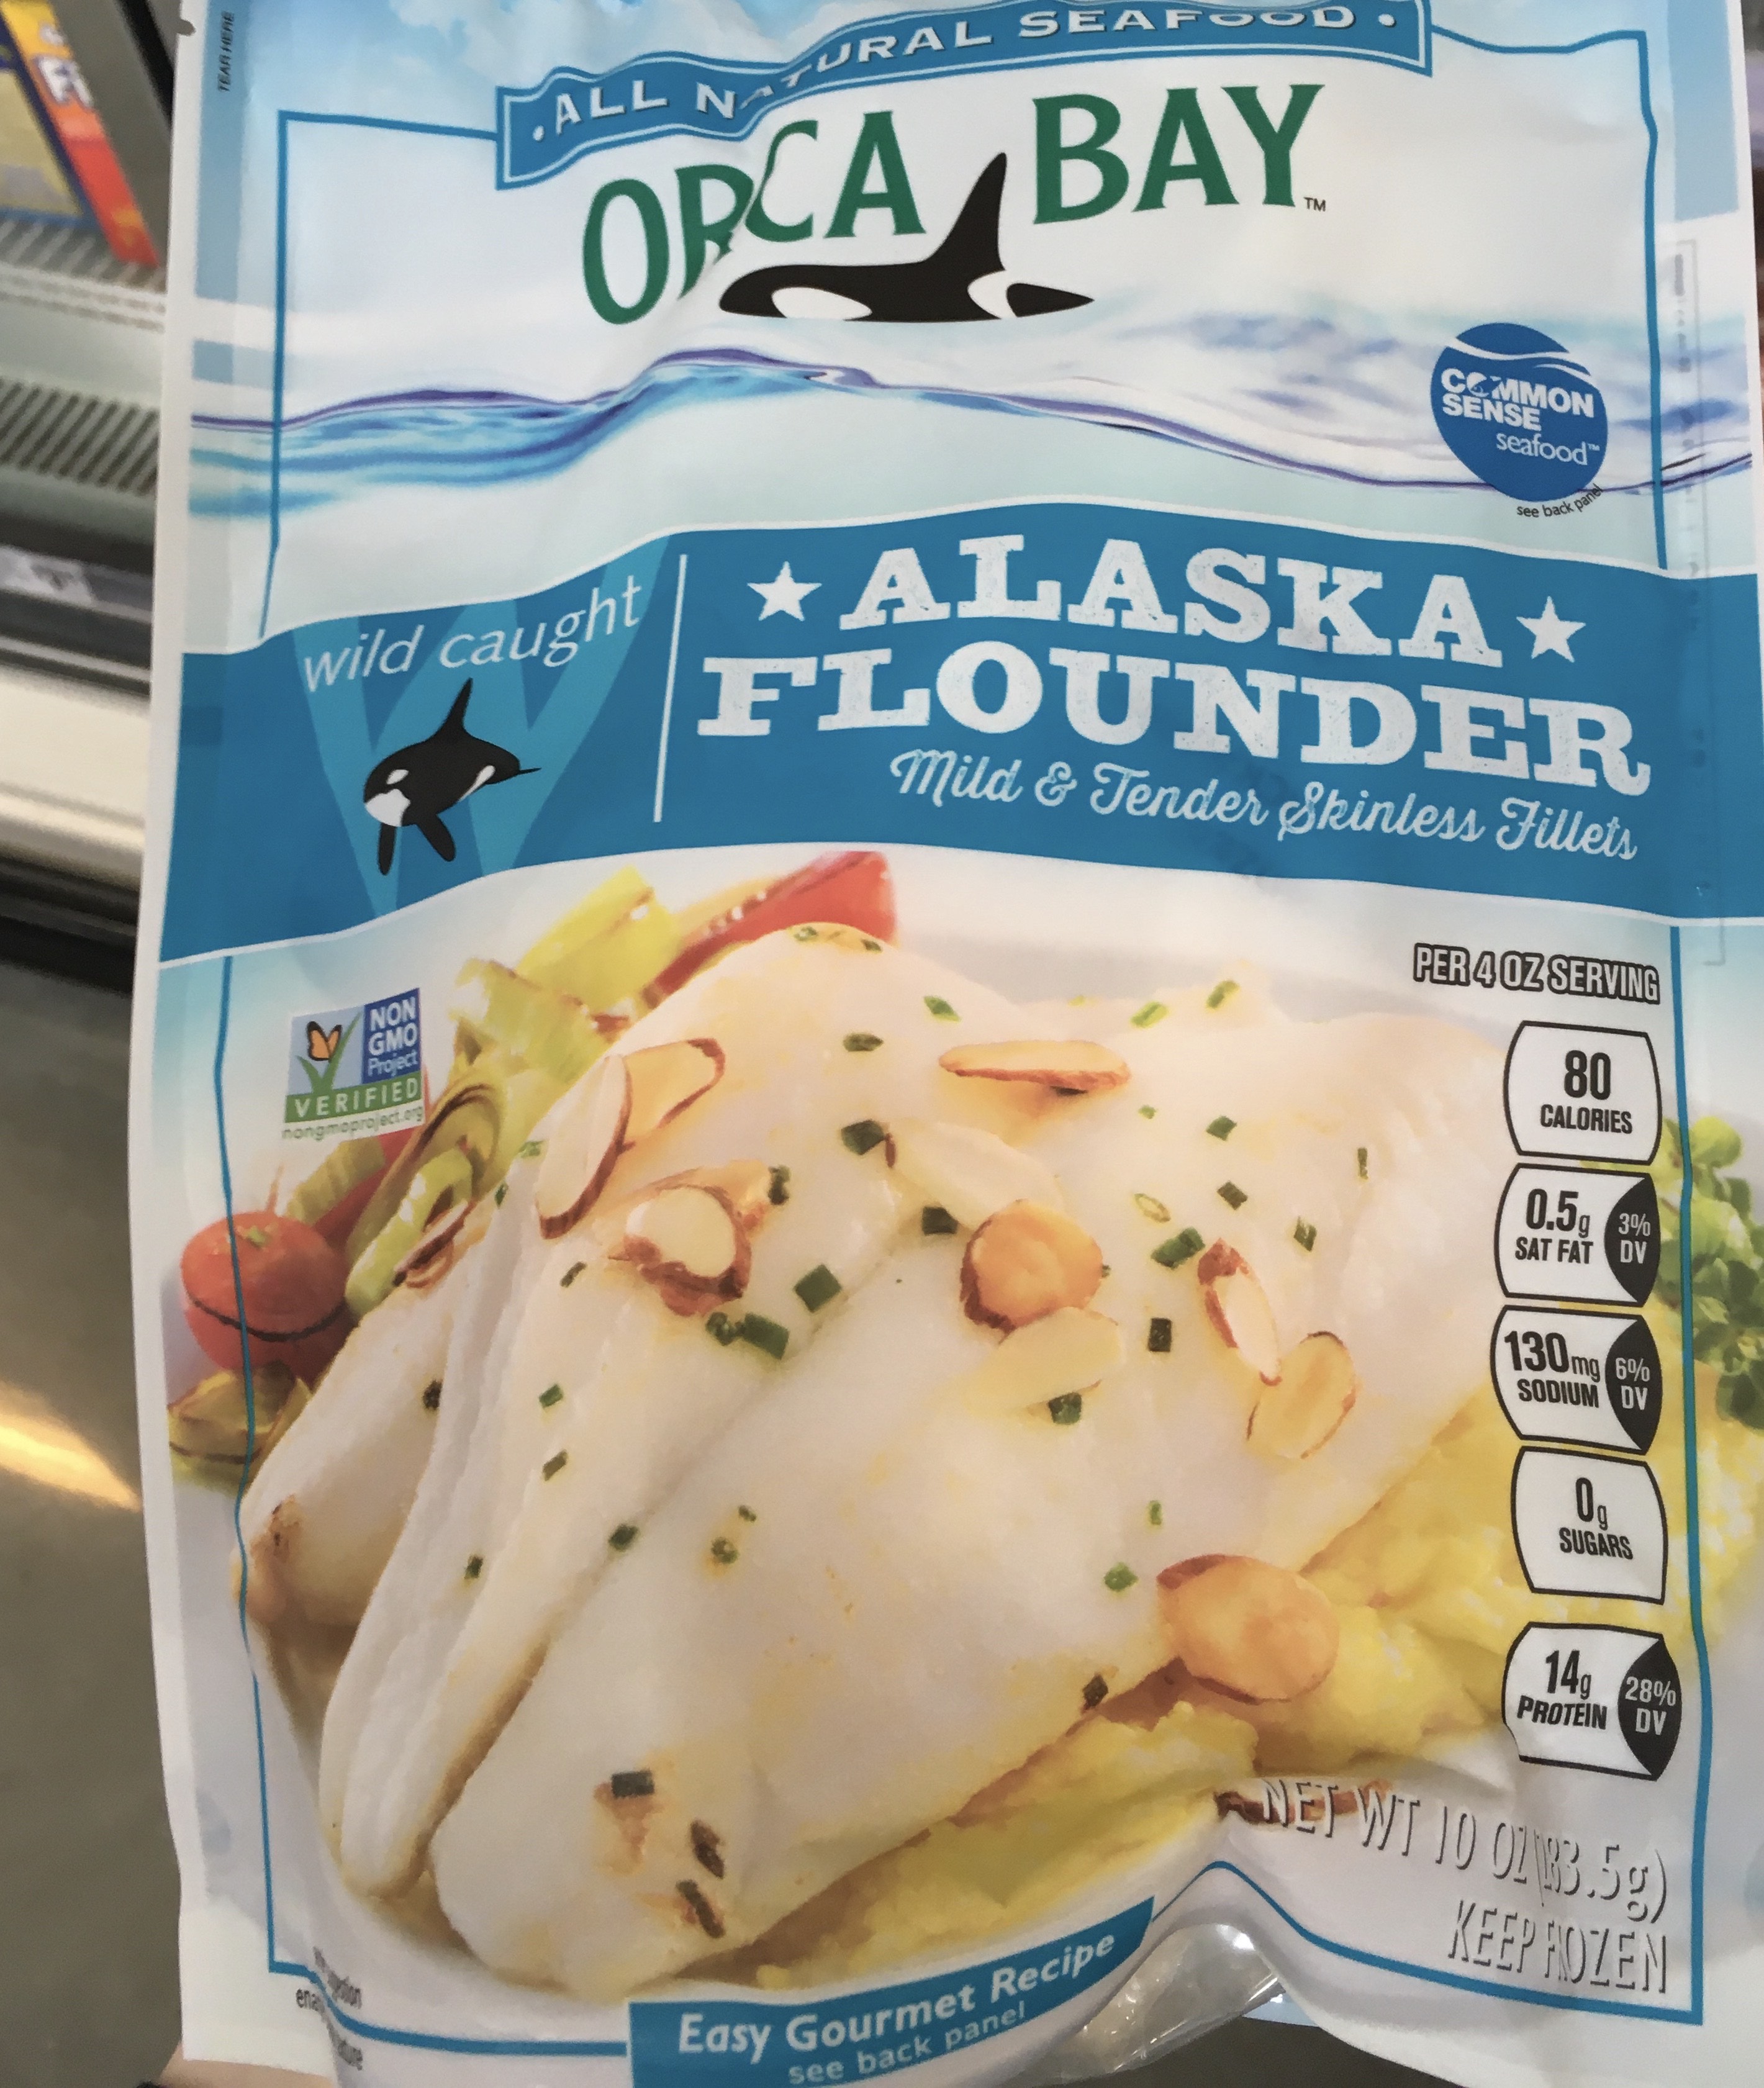 TEAR HERE
• ALL NATURAL SEAFOOD •
ORCA BAY™
COMMON
SENSE
seafood™
see back panel
wild caught
ALASKA
FLOUNDER
Mild & Tender Skinless Fillets
NON
GMO
Project
VERIFIED
nongmoproject.org
PER 4 OZ SERVING
80
CALORIES
0.5g
SAT FAT
3%
DV
130mg
SODIUM
6%
DV
0g
SUGARS
14g
PROTEIN
28%
DV
NET WT 10 OZ (283.5g)
KEEP FROZEN
Easy Gourmet Recipe
see back panel